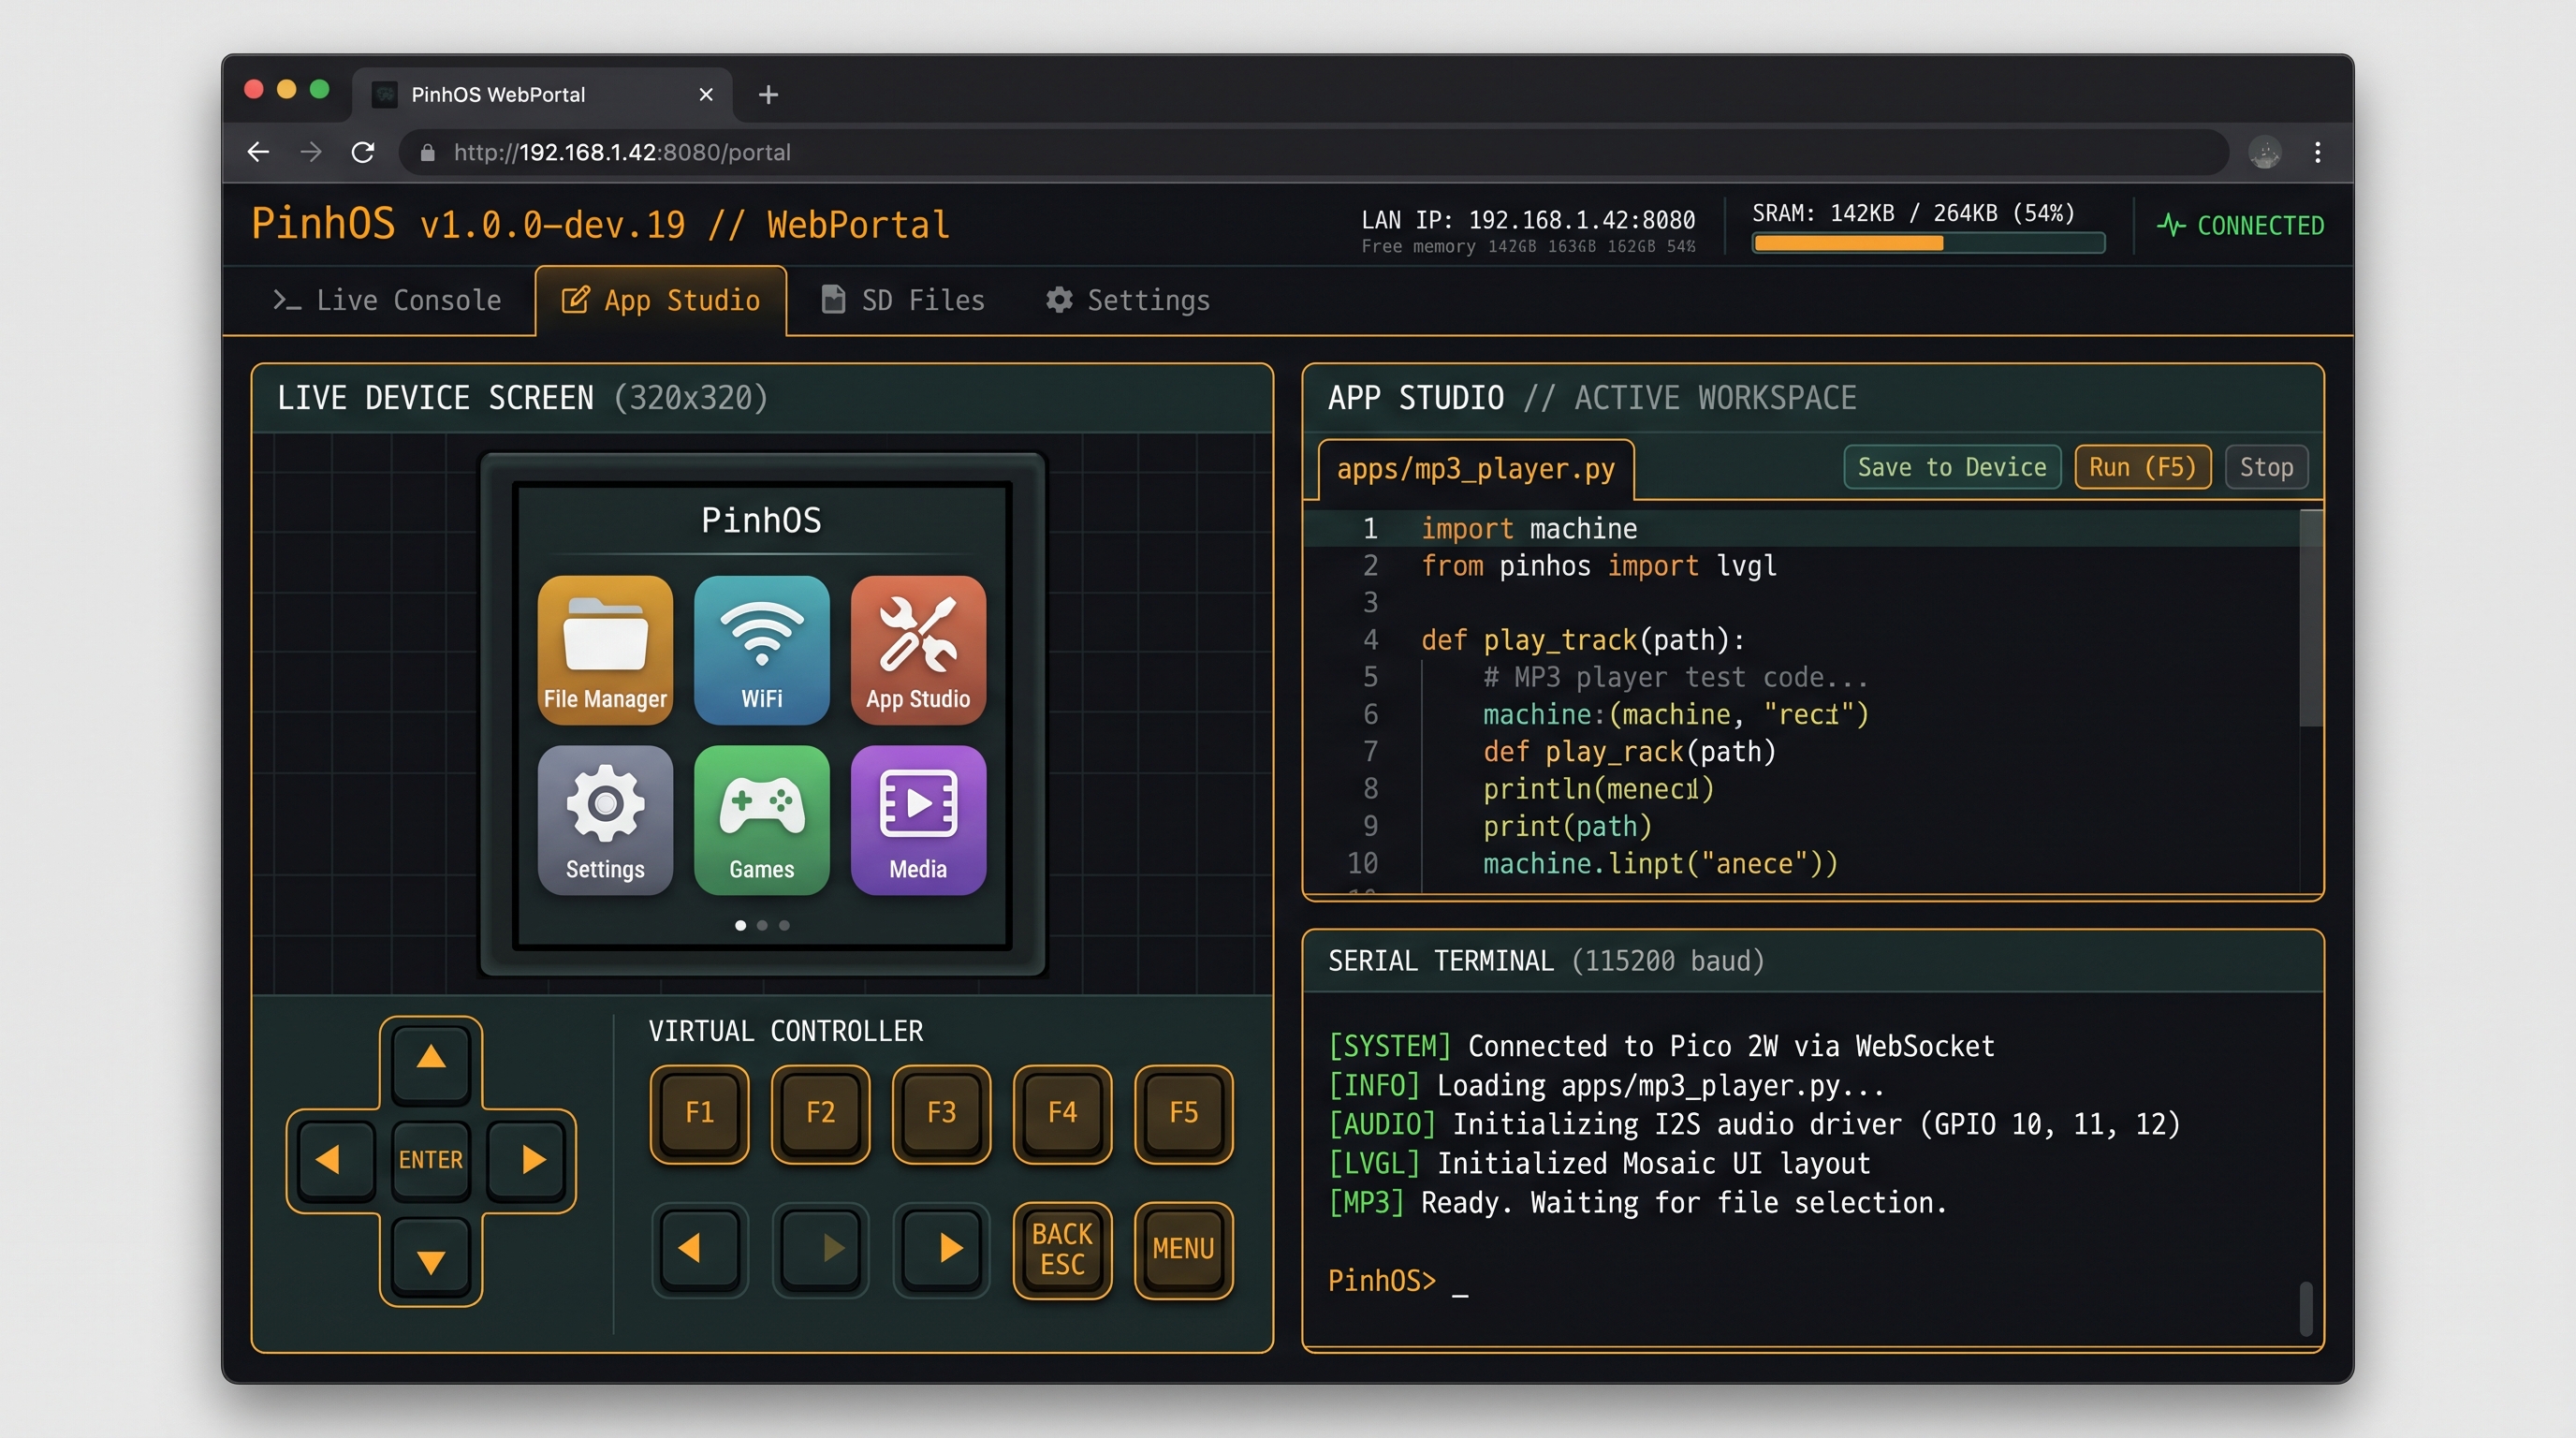 PinhOS WebPortal
http://192.168.1.42:8080/portal
PinhOS v1.0.0-dev.19 // WebPortal
LAN IP: 192.168.1.42:8080
Free memory 142GB 163GB 162GB 54%
SRAM: 142KB / 264KB (54%)
CONNECTED
Live Console
App Studio
SD Files
Settings
LIVE DEVICE SCREEN (320x320)
PinhOS
File Manager
WiFi
App Studio
Settings
Games
Media
VIRTUAL CONTROLLER
ENTER
F1
F2
F3
F4
F5
BACK
ESC
MENU
APP STUDIO // ACTIVE WORKSPACE
apps/mp3_player.py
Save to Device
Run (F5)
Stop
1 import machine
2 from pinhos import lvgl
3
4 def play_track(path):
5 # MP3 player test code...
6 machine:(machine,
7 def play_rack(path)
8
9 print(path)
10 machine.linpt("anece"))
SERIAL TERMINAL (115200 baud)
[SYSTEM] Connected to Pico 2W via WebSocket
[INFO] Loading apps/mp3_player.py...
[AUDIO] Initializing I2S audio driver (GPIO 10, 11, 12)
[LVGL] Initialized Mosaic UI layout
[MP3] Ready. Waiting for file selection.
PinhOS> _